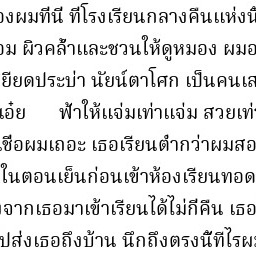 องผมที่นี่ ที่โรงเรียนกลางคืนแห่งนี้
อม ผิวคล้ำและชวนให้ดูหมอง ผมอ
ยียดประบ่า นัยน์ตาโศก เป็นคนเส
เอ๋ย ฟ้าให้แจ่มเท่าแจ่ม สวยเท่า
เชื่อผมเถอะ เธอเรียนต่ำกว่าผมสอ
ในตอนเย็นก่อนเข้าห้องเรียนทอด
งจากเธอมาเข้าเรียนได้ไม่กี่คืน เธอ
ปส่งเธอถึงบ้าน นึกถึงตรงนี้ทีไรผม